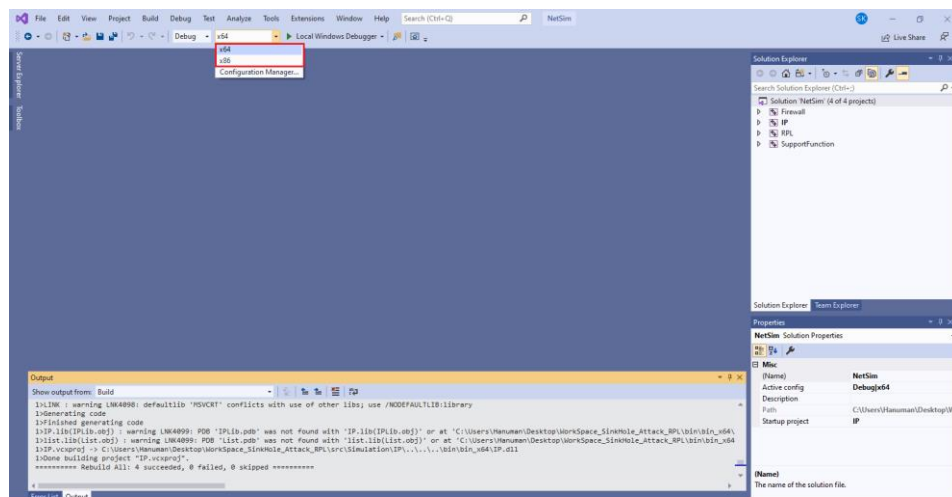 File Edit View Project Build Debug Test Analyze Tools Extensions Window Help Search (Ctrl+Q) NetSim SK
Debug x64 Local Windows Debugger Live Share
x64
x86
Configuration Manager...
Server Explorer
Toolbox
Solution Explorer
Search Solution Explorer (Ctrl+;)
Solution 'NetSim' (4 of 4 projects)
Firewall
IP
RPL
SupportFunction
Solution Explorer Team Explorer
Properties
NetSim Solution Properties
Misc
(Name) NetSim
Active config Debug|x64
Description
Path C:\Users\Hanuman\Desktop\W
Startup project IP
(Name)
The name of the solution file.
Output
Show output from: Build
1>LINK : warning LNK4098: defaultlib 'MSVCRT' conflicts with use of other libs; use /NODEFAULTLIB:library
1>Generating code
1>Finished generating code
1>IP.lib(IPLib.obj) : warning LNK4099: PDB 'IPLib.pdb' was not found with 'IP.lib(IPLib.obj)' or at 'C:\Users\Hanuman\Desktop\WorkSpace_SinkHole_Attack_RPL\bin\bin_x64\
1>list.lib(List.obj) : warning LNK4099: PDB 'List.pdb' was not found with 'list.lib(List.obj)' or at 'C:\Users\Hanuman\Desktop\WorkSpace_SinkHole_Attack_RPL\bin\bin_x64
1>IP.vcxproj -> C:\Users\Hanuman\Desktop\WorkSpace_SinkHole_Attack_RPL\src\Simulation\IP\..\..\..\bin\bin_x64\IP.dll
1>Done building project "IP.vcxproj".
========== Rebuild All: 4 succeeded, 0 failed, 0 skipped ==========
Error List Output